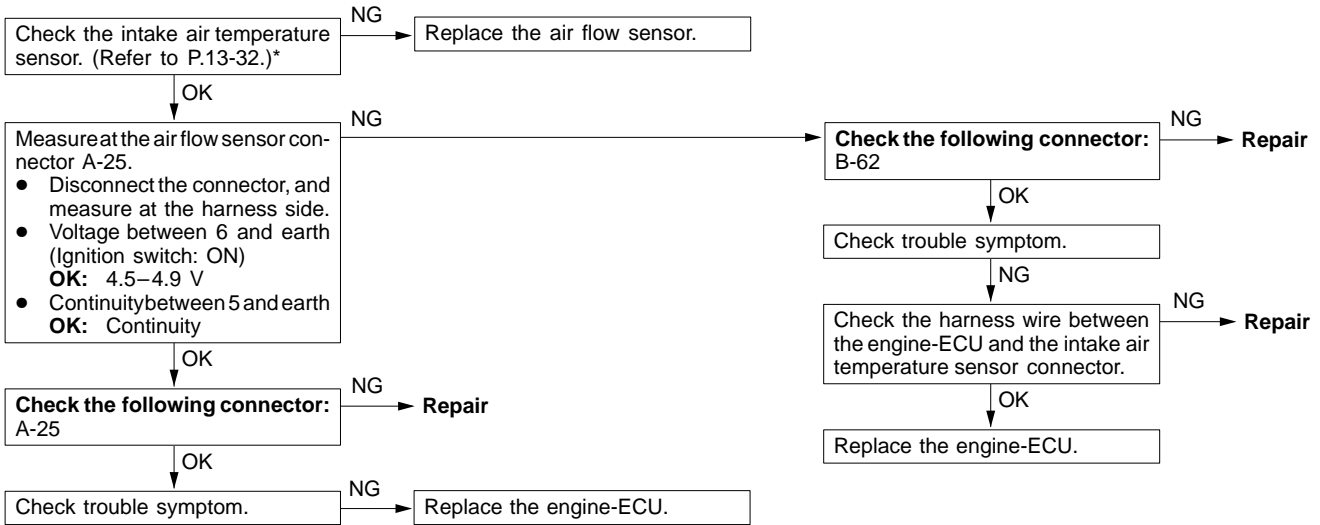 Check the intake air temperature
sensor. (Refer to P.13-32.)*
NG
Replace the air flow sensor.
OK
Measure at the air flow sensor con-
nector A-25.
● Disconnect the connector, and
measure at the harness side.
● Voltage between 6 and earth
(Ignition switch: ON)
OK: 4.5–4.9 V
● Continuity between 5 and earth
OK: Continuity
NG
Check the following connector:
B-62
NG
Repair
OK
Check trouble symptom.
NG
Check the harness wire between
the engine-ECU and the intake air
temperature sensor connector.
NG
Repair
OK
Replace the engine-ECU.
OK
Check the following connector:
A-25
NG
Repair
OK
Check trouble symptom.
NG
Replace the engine-ECU.